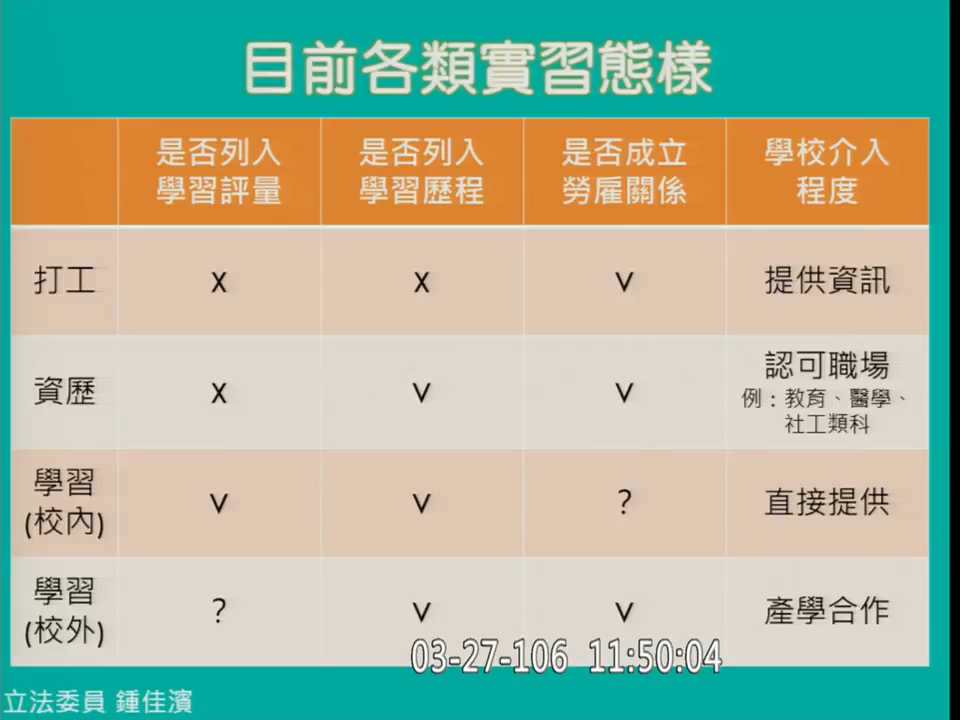 目前各類實習態樣
是否列入
學習評量
是否列入
學習歷程
是否成立
勞雇關係
學校介入
程度
打工
X
X
V
提供資訊
資歷
X
V
V
認可職場
例：教育、醫學、
社工類科
學習
(校內)
V
V
?
直接提供
學習
(校外)
?
V
V
產學合作
03-27-106 11:50:04
立法委員 鍾佳濱